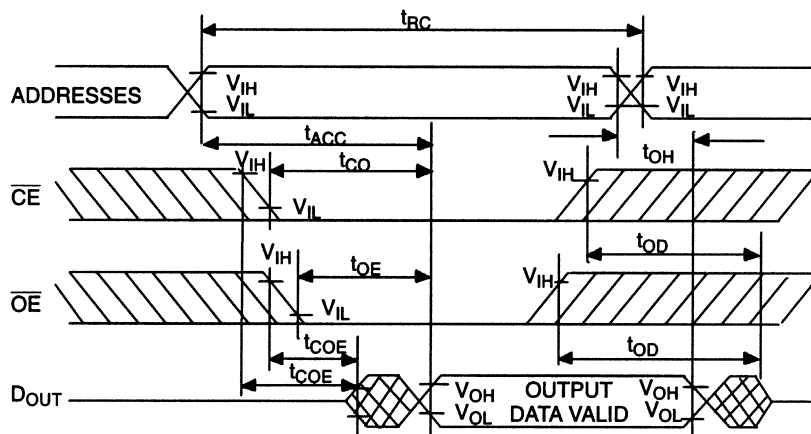 tRC
ADDRESSES
VIH
VIL
VIH
VIL
VIH
VIL
tACC
tOH
CE
VIH
tCO
VIL
VIH
tOD
OE
VIH
tOE
VIL
VIH
tCOE
tOD
tCOE
DOUT
VOH
VOL
OUTPUT
DATA VALID
VOH
VOL